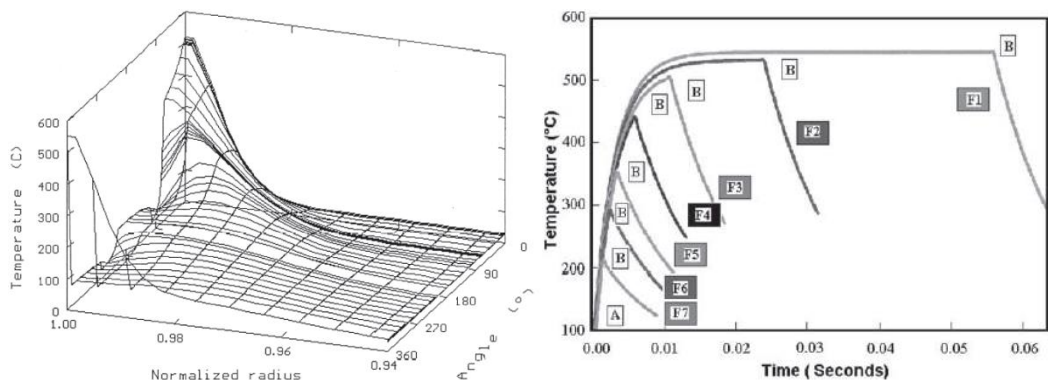 600
500
400
300
200
100
0
Temperature (C)
1.00
0.98
0.96
0.94
Normalized radius
0
90
180
270
360
Angle (°)
600
500
400
300
200
100
Temperature (°C)
B
B
B
B
B
B
A
F1
F2
F3
F4
F5
F6
F7
0.00
0.01
0.02
0.03
0.04
0.05
0.06
Time ( Seconds)